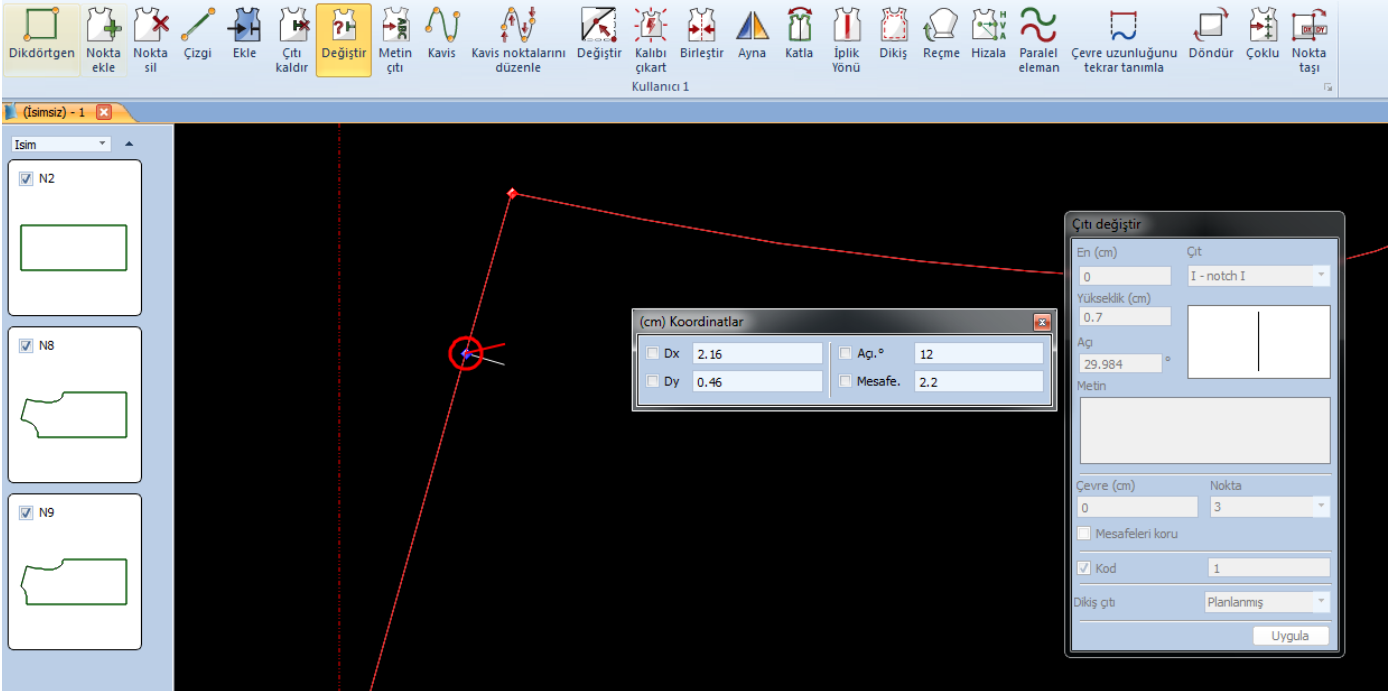 Dikdörtgen
Nokta
ekle
Nokta
sil
Çizgi
Ekle
Çıtı
kaldır
Değiştir
Metin
çıtı
Kavis
Kavis noktalarını
düzenle
Değiştir
Kalıbı
çıkart
Birleştir
Ayna
Katla
İplik
Yönü
Dikiş
Reçme
Hizala
Paralel
eleman
Çevre uzunluğunu
tekrar tanımla
Döndür
Çoklu
Nokta
taşı
Kullanıcı 1
(İsimsiz) - 1
Isim
N2
N8
N9
(cm) Koordinatlar
Dx 2.16
Açı.° 12
Dy 0.46
Mesafe. 2.2
Çıtı değiştir
En (cm) Çıt
0 I - notch I
Yükseklik (cm)
0.7
Açı
29.984 °
Metin
Çevre (cm) Nokta
0 3
Mesafeleri koru
Kod 1
Dikiş çıtı Planlanmış
Uygula